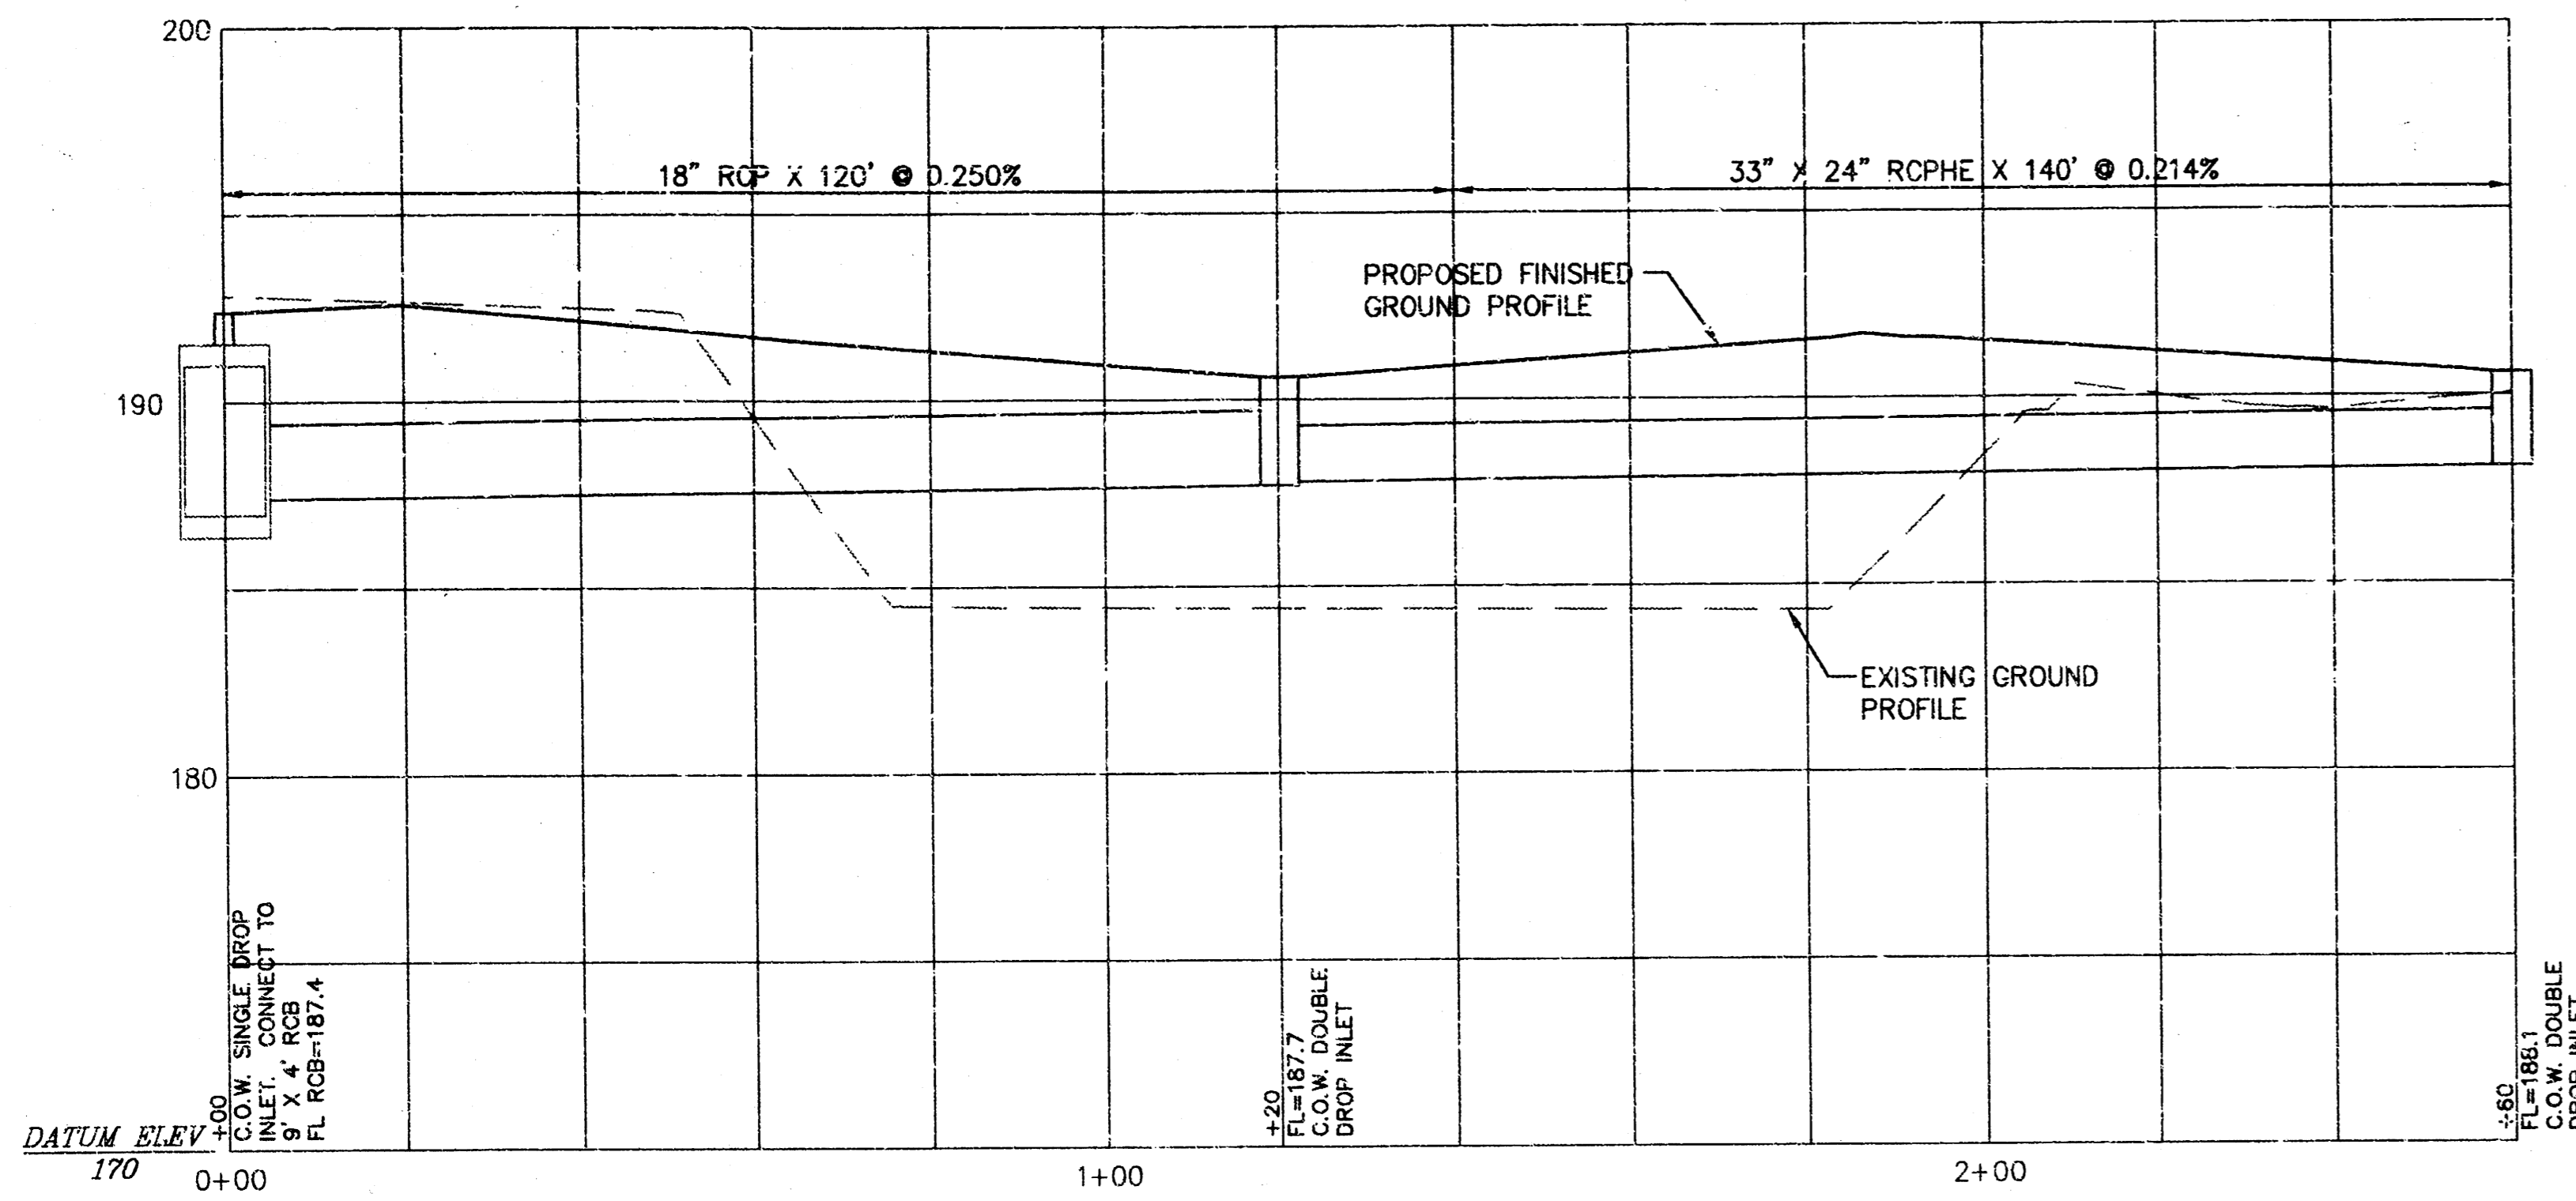 200
18" RCP X 120' @ 0.250%
33" X 24" RCPHE X 140' @ 0.214%
PROPOSED FINISHED
GROUND PROFILE
190
EXISTING GROUND
PROFILE
180
+00
C.O.W. SINGLE DROP
INLET. CONNECT TO
9' X 4' RCB
FL RCB=187.4
+20
FL=187.7
C.O.W. DOUBLE
DROP INLET
+60
FL=188.1
C.O.W. DOUBLE
DROP INLET
DATUM ELEV
170
0+00
1+00
2+00